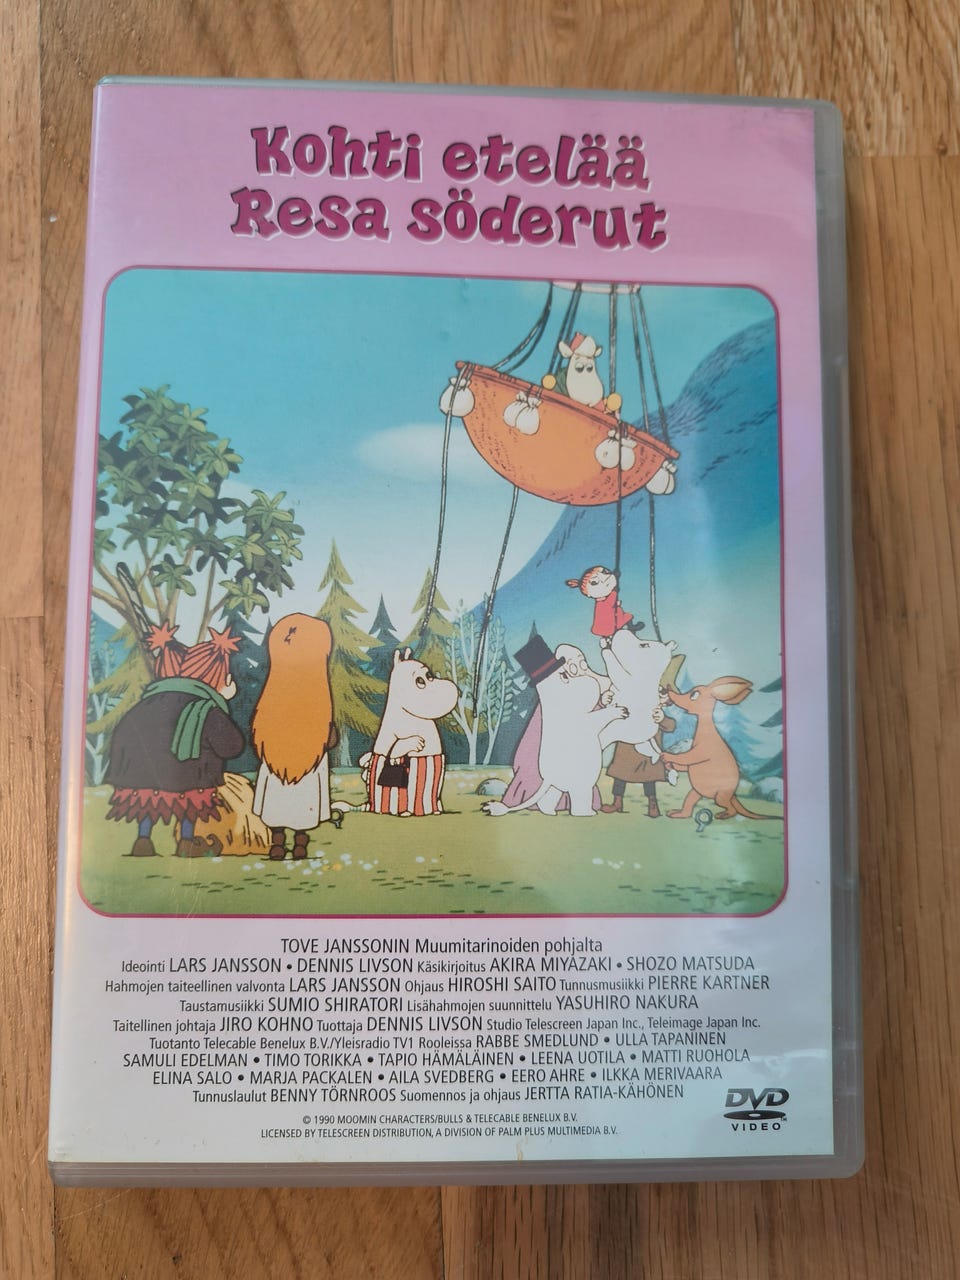 Kohti etelää
Resa söderut
TOVE JANSSONIN Muumitarinoiden pohjalta
Ideointi LARS JANSSON • DENNIS LIVSON Käsikirjoitus AKIRA MIYAZAKI • SHOZO MATSUDA
Hahmojen taiteellinen valvonta LARS JANSSON Ohjaus HIROSHI SAITO Tunnusmusiikki PIERRE KARTNER
Taustamusiikki SUMIO SHIRATORI Lisähahmojen suunnittelu YASUHIRO NAKURA
Taitellinen johtaja JIRO KOHNO Tuottaja DENNIS LIVSON Studio Telescreen Japan Inc., Teleimage Japan Inc.
Tuotanto Telecable Benelux B.V./Yleisradio TV1 Rooleissa RABBE SMEDLUND • ULLA TAPANINEN
SAMULI EDELMAN • TIMO TORIKKA • TAPIO HÄMÄLÄINEN • LEENA UOTILA • MATTI RUOHOLA
ELINA SALO • MARJA PACKALEN • AILA SVEDBERG • EERO AHRE • ILKKA MERIVAARA
Tunnuslaulut BENNY TÖRNROOS Suomennos ja ohjaus JERTTA RATIA-KÄHÖNEN
© 1990 MOOMIN CHARACTERS/BULLS & TELECABLE BENELUX B.V.
LICENSED BY TELESCREEN DISTRIBUTION, A DIVISION OF PALM PLUS MULTIMEDIA B.V.
DVD
VIDEO